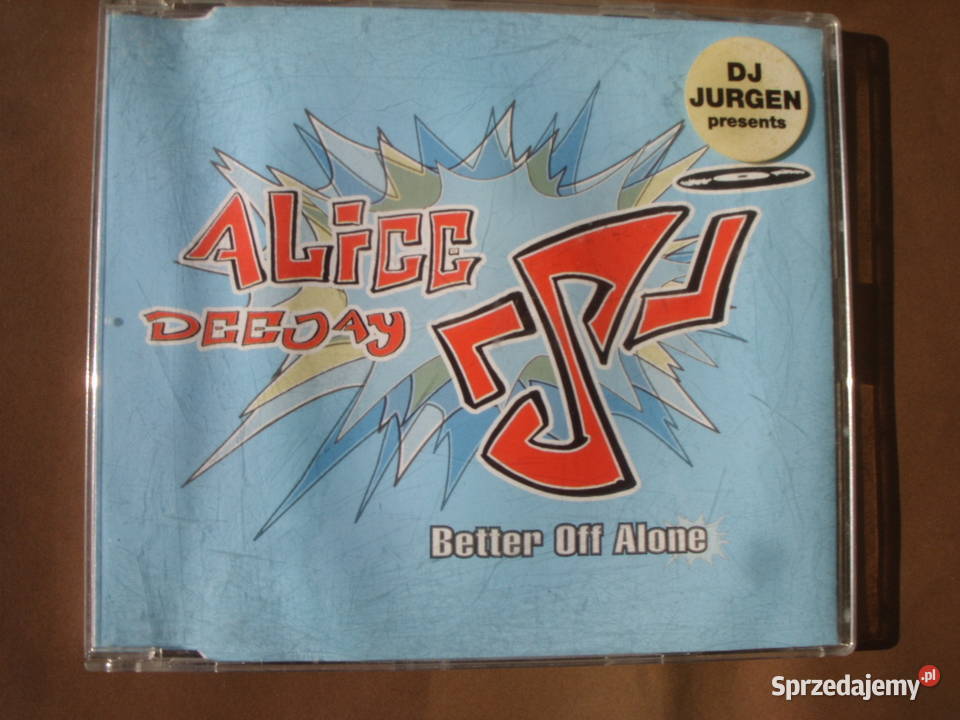 DJ
JURGEN
presents
ALiCE
DEEJAY
Better Off Alone
Sprzedajemy.pl